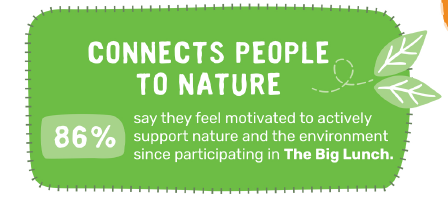 CONNECTS PEOPLE
TO NATURE
86%
say they feel motivated to actively
support nature and the environment
since participating in The Big Lunch.